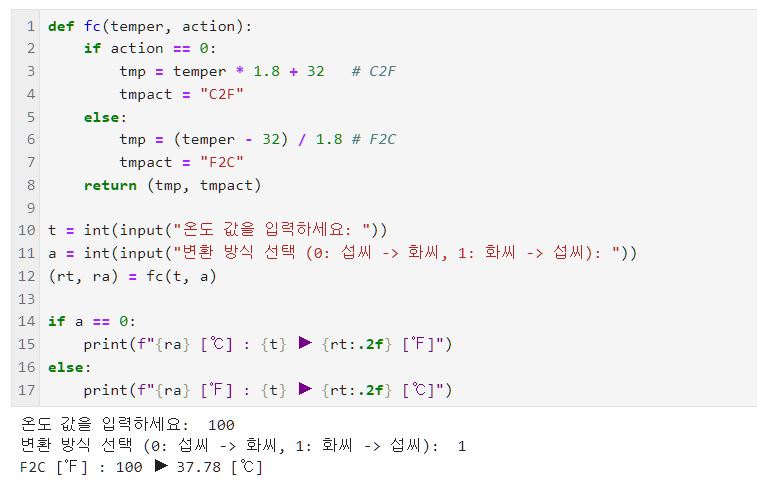 1 def fc(temper, action):
2     if action == 0:
3         tmp = temper * 1.8 + 32   # C2F
4         tmpact = "C2F"
5     else:
6         tmp = (temper - 32) / 1.8 # F2C
7         tmpact = "F2C"
8     return (tmp, tmpact)
9
10 t = int(input("온도 값을 입력하세요: "))
11 a = int(input("변환 방식 선택 (0: 섭씨 -> 화씨, 1: 화씨 -> 섭씨): "))
12 (rt, ra) = fc(t, a)
13
14 if a == 0:
15     print(f"{ra} [℃] : {t} ▶ {rt:.2f} [℉]")
16 else:
17     print(f"{ra} [℉] : {t} ▶ {rt:.2f} [℃]")
온도 값을 입력하세요:  100
변환 방식 선택 (0: 섭씨 -> 화씨, 1: 화씨 -> 섭씨):  1
F2C [℉] : 100 ▶ 37.78 [℃]